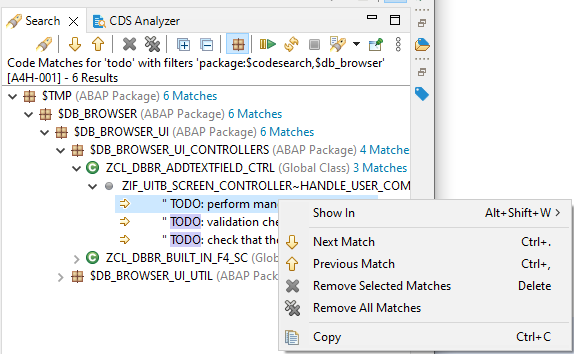 Search
CDS Analyzer
Code Matches for 'todo' with filters 'package:$codesearch,$db_browser'
[A4H-001] - 6 Results
$TMP (ABAP Package) 6 Matches
$DB_BROWSER (ABAP Package) 6 Matches
$DB_BROWSER_UI (ABAP Package) 6 Matches
$DB_BROWSER_UI_CONTROLLERS (ABAP Package) 4 Matches
ZCL_DBBR_ADDTEXTFIELD_CTRL (Global Class) 3 Matches
ZIF_UITB_SCREEN_CONTROLLER~HANDLE_USER_COM
" TODO: perform man
" TODO: validation che
" TODO: check that the
ZCL_DBBR_BUILT_IN_F4_SC (Glob
$DB_BROWSER_UI_UTIL (ABAP Pack
Show In Alt+Shift+W >
Next Match Ctrl+.
Previous Match Ctrl+,
Remove Selected Matches Delete
Remove All Matches
Copy Ctrl+C